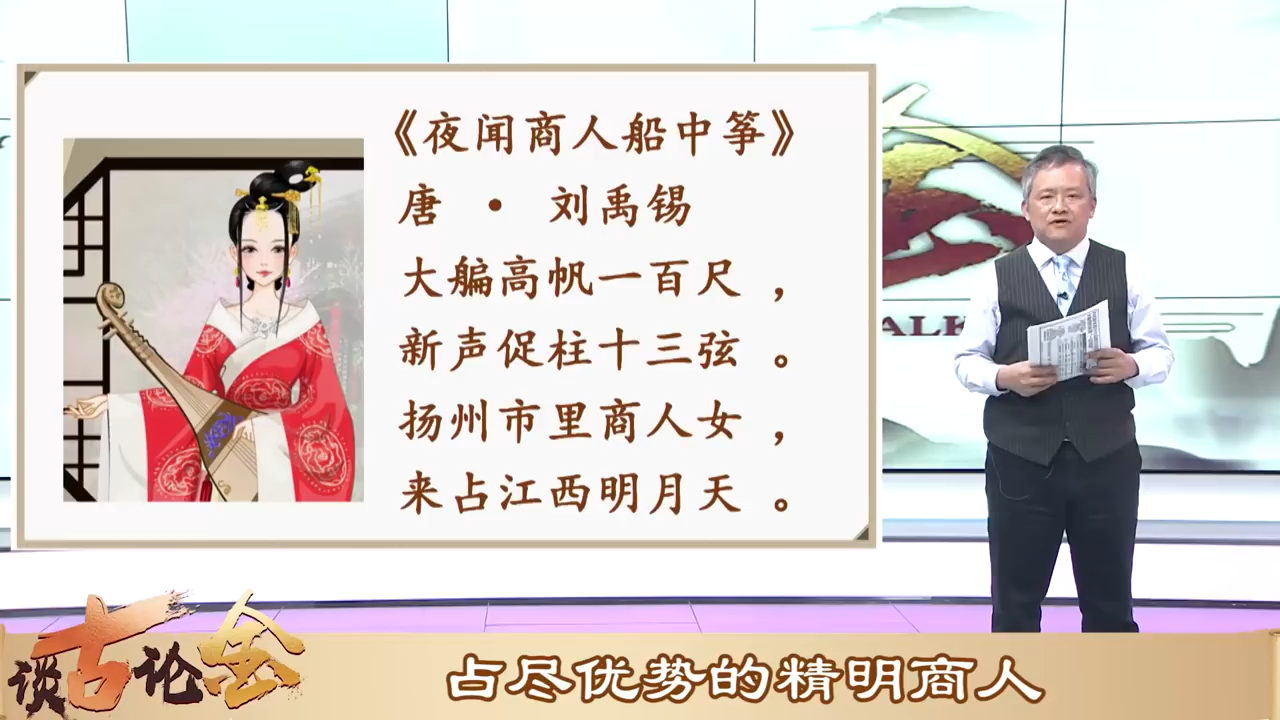 《夜闻商人船中筝》
唐 · 刘禹锡
大艑高帆一百尺，
新声促柱十三弦。
扬州市里商人女，
来占江西明月天。
ALK
谈古论金
占尽优势的精明商人